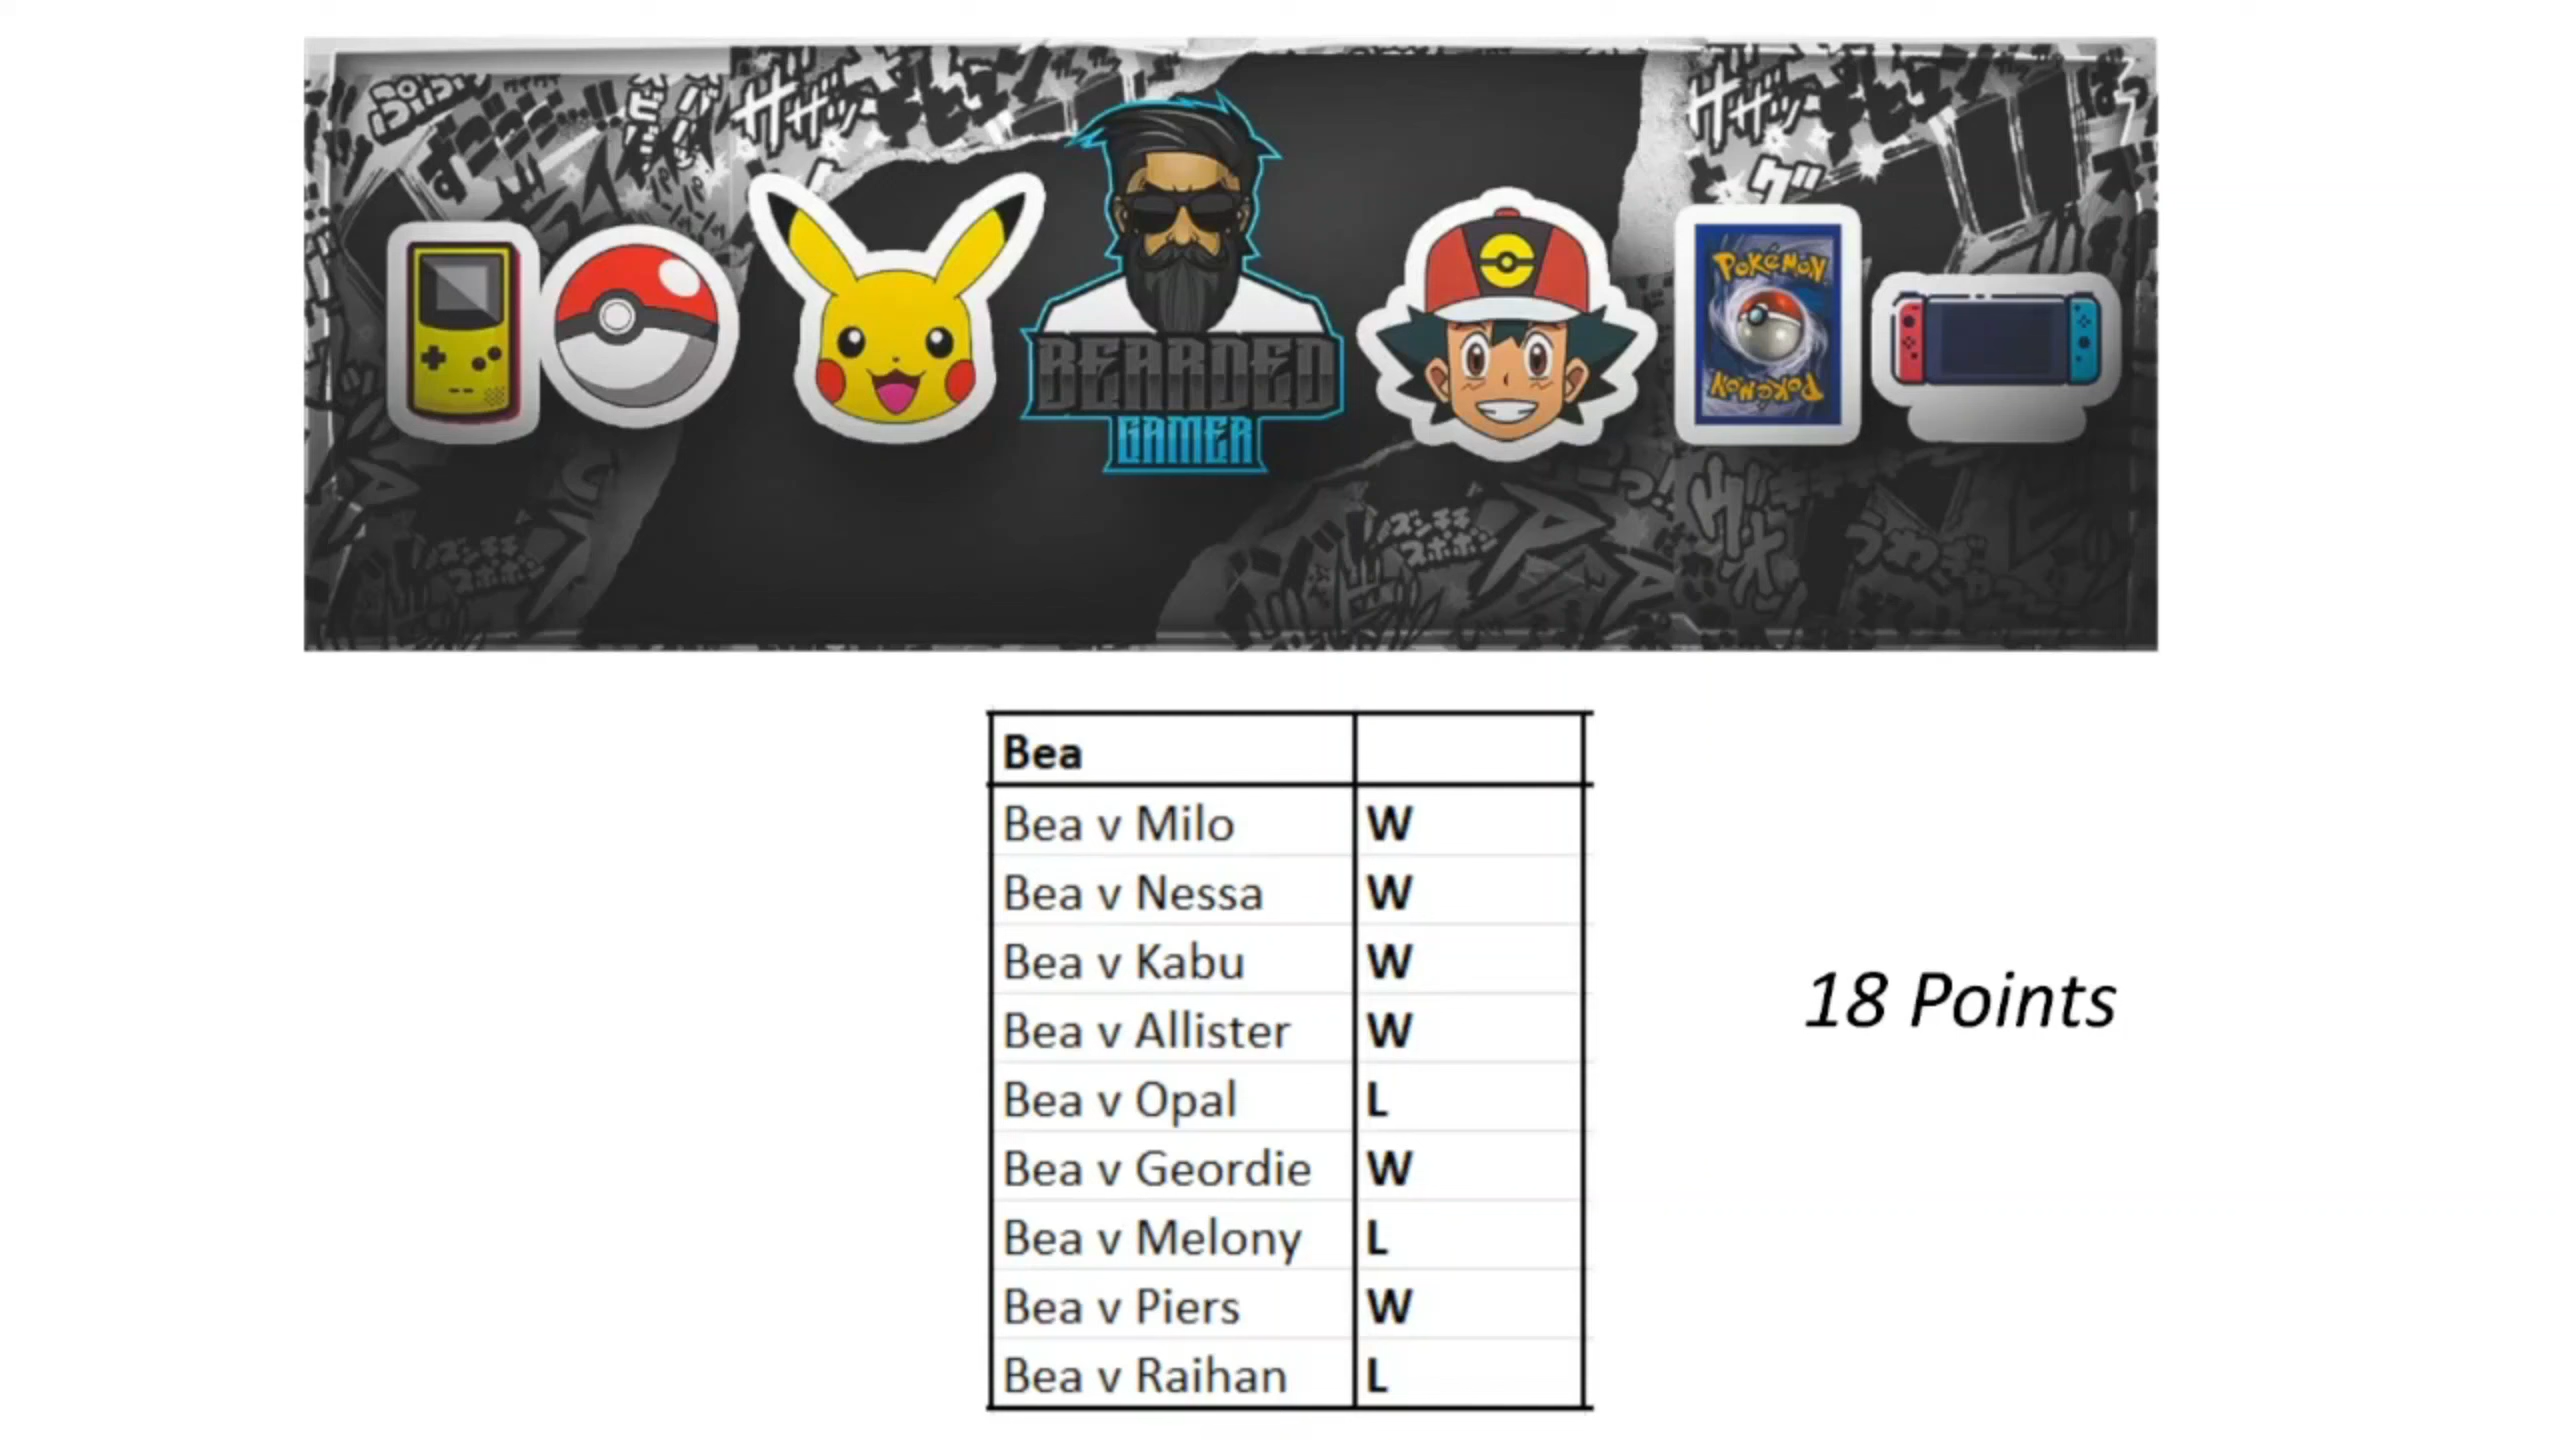 BEARDED
GAMER
POKéMON
POKéMON
Bea
Bea v Milo W
Bea v Nessa W
Bea v Kabu W
Bea v Allister W
Bea v Opal L
Bea v Geordie W
Bea v Melony L
Bea v Piers W
Bea v Raihan L
18 Points